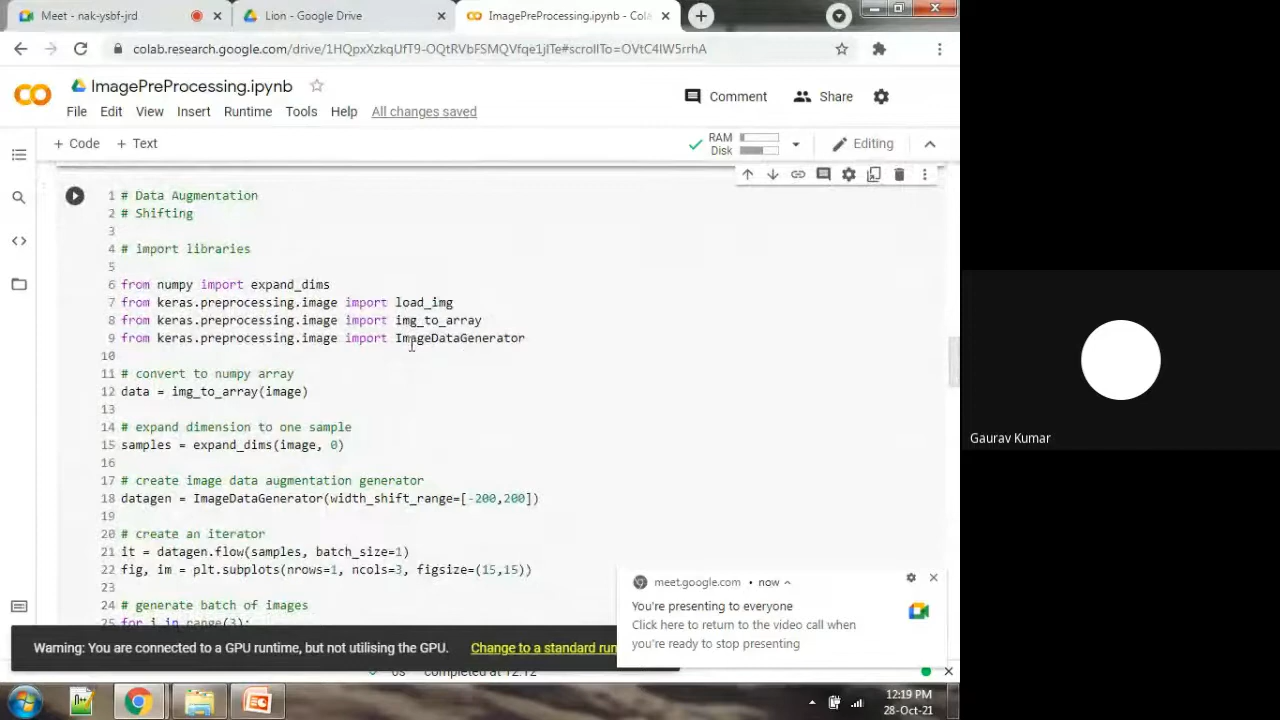 Meet - nak-ysbf-jrd
Lion - Google Drive
ImagePreProcessing.ipynb - Cola
colab.research.google.com/drive/1HQpxXzkqUfT9-OQtRVbFSMQVfqe1jITe#scrollTo=OVtC4IW5rrhA
ImagePreProcessing.ipynb
Comment
Share
File Edit View Insert Runtime Tools Help All changes saved
+ Code + Text
RAM
Disk
Editing
1 # Data Augmentation
2 # Shifting
3
4 # import libraries
5
6 from numpy import expand_dims
7 from keras.preprocessing.image import load_img
8 from keras.preprocessing.image import img_to_array
9 from keras.preprocessing.image import ImageDataGenerator
10
11 # convert to numpy array
12 data = img_to_array(image)
13
14 # expand dimension to one sample
15 samples = expand_dims(image, 0)
16
17 # create image data augmentation generator
18 datagen = ImageDataGenerator(width_shift_range=[-200,200])
19
20 # create an iterator
21 it = datagen.flow(samples, batch_size=1)
22 fig, im = plt.subplots(nrows=1, ncols=3, figsize=(15,15))
23
24 # generate batch of images
25 for i in range(3):
Warning: You are connected to a GPU runtime, but not utilising the GPU. Change to a standard run
meet.google.com • now
You're presenting to everyone
Click here to return to the video call when
you're ready to stop presenting
completed at 12:12
Gaurav Kumar
12:19 PM
28-Oct-21